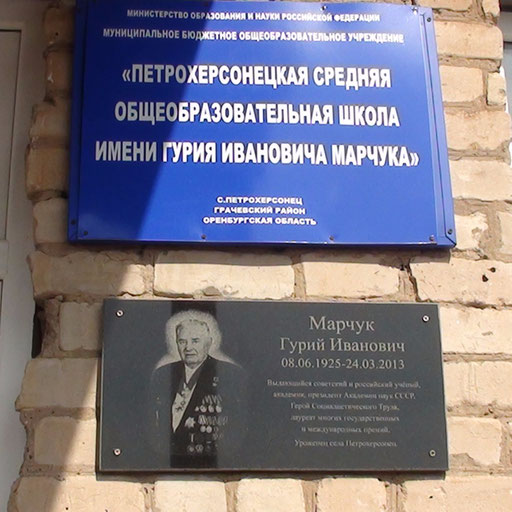 МИНИСТЕРСТВО ОБРАЗОВАНИЯ И НАУКИ РОССИЙСКОЙ ФЕДЕРАЦИИ
МУНИЦИПАЛЬНОЕ БЮДЖЕТНОЕ ОБЩЕОБРАЗОВАТЕЛЬНОЕ УЧРЕЖДЕНИЕ
«ПЕТРОХЕРСОНЕЦКАЯ СРЕДНЯЯ
ОБЩЕОБРАЗОВАТЕЛЬНАЯ ШКОЛА
ИМЕНИ ГУРИЯ ИВАНОВИЧА МАРЧУКА»
С.ПЕТРОХЕРСОНЕЦ
ГРАЧЕВСКИЙ РАЙОН
ОРЕНБУРГСКАЯ ОБЛАСТЬ
Марчук
Гурий Иванович
08.06.1925-24.03.2013
Выдающийся советский и российский учёный,
академик, президент Академии наук СССР,
Герой Социалистического Труда,
лауреат многих государственных
и международных премий.
Уроженец села Петрохерсонец.